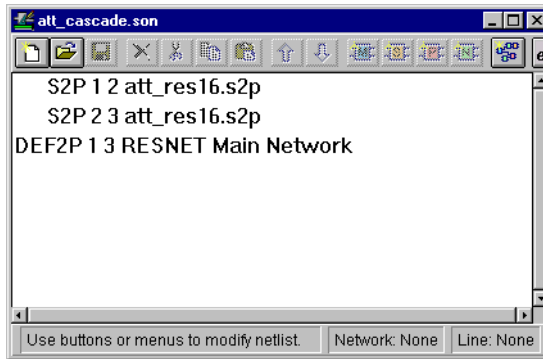 att_cascade.son
S2P 1 2 att_res16.s2p
S2P 2 3 att_res16.s2p
DEF2P 1 3 RESNET Main Network
Use buttons or menus to modify netlist. Network: None Line: None